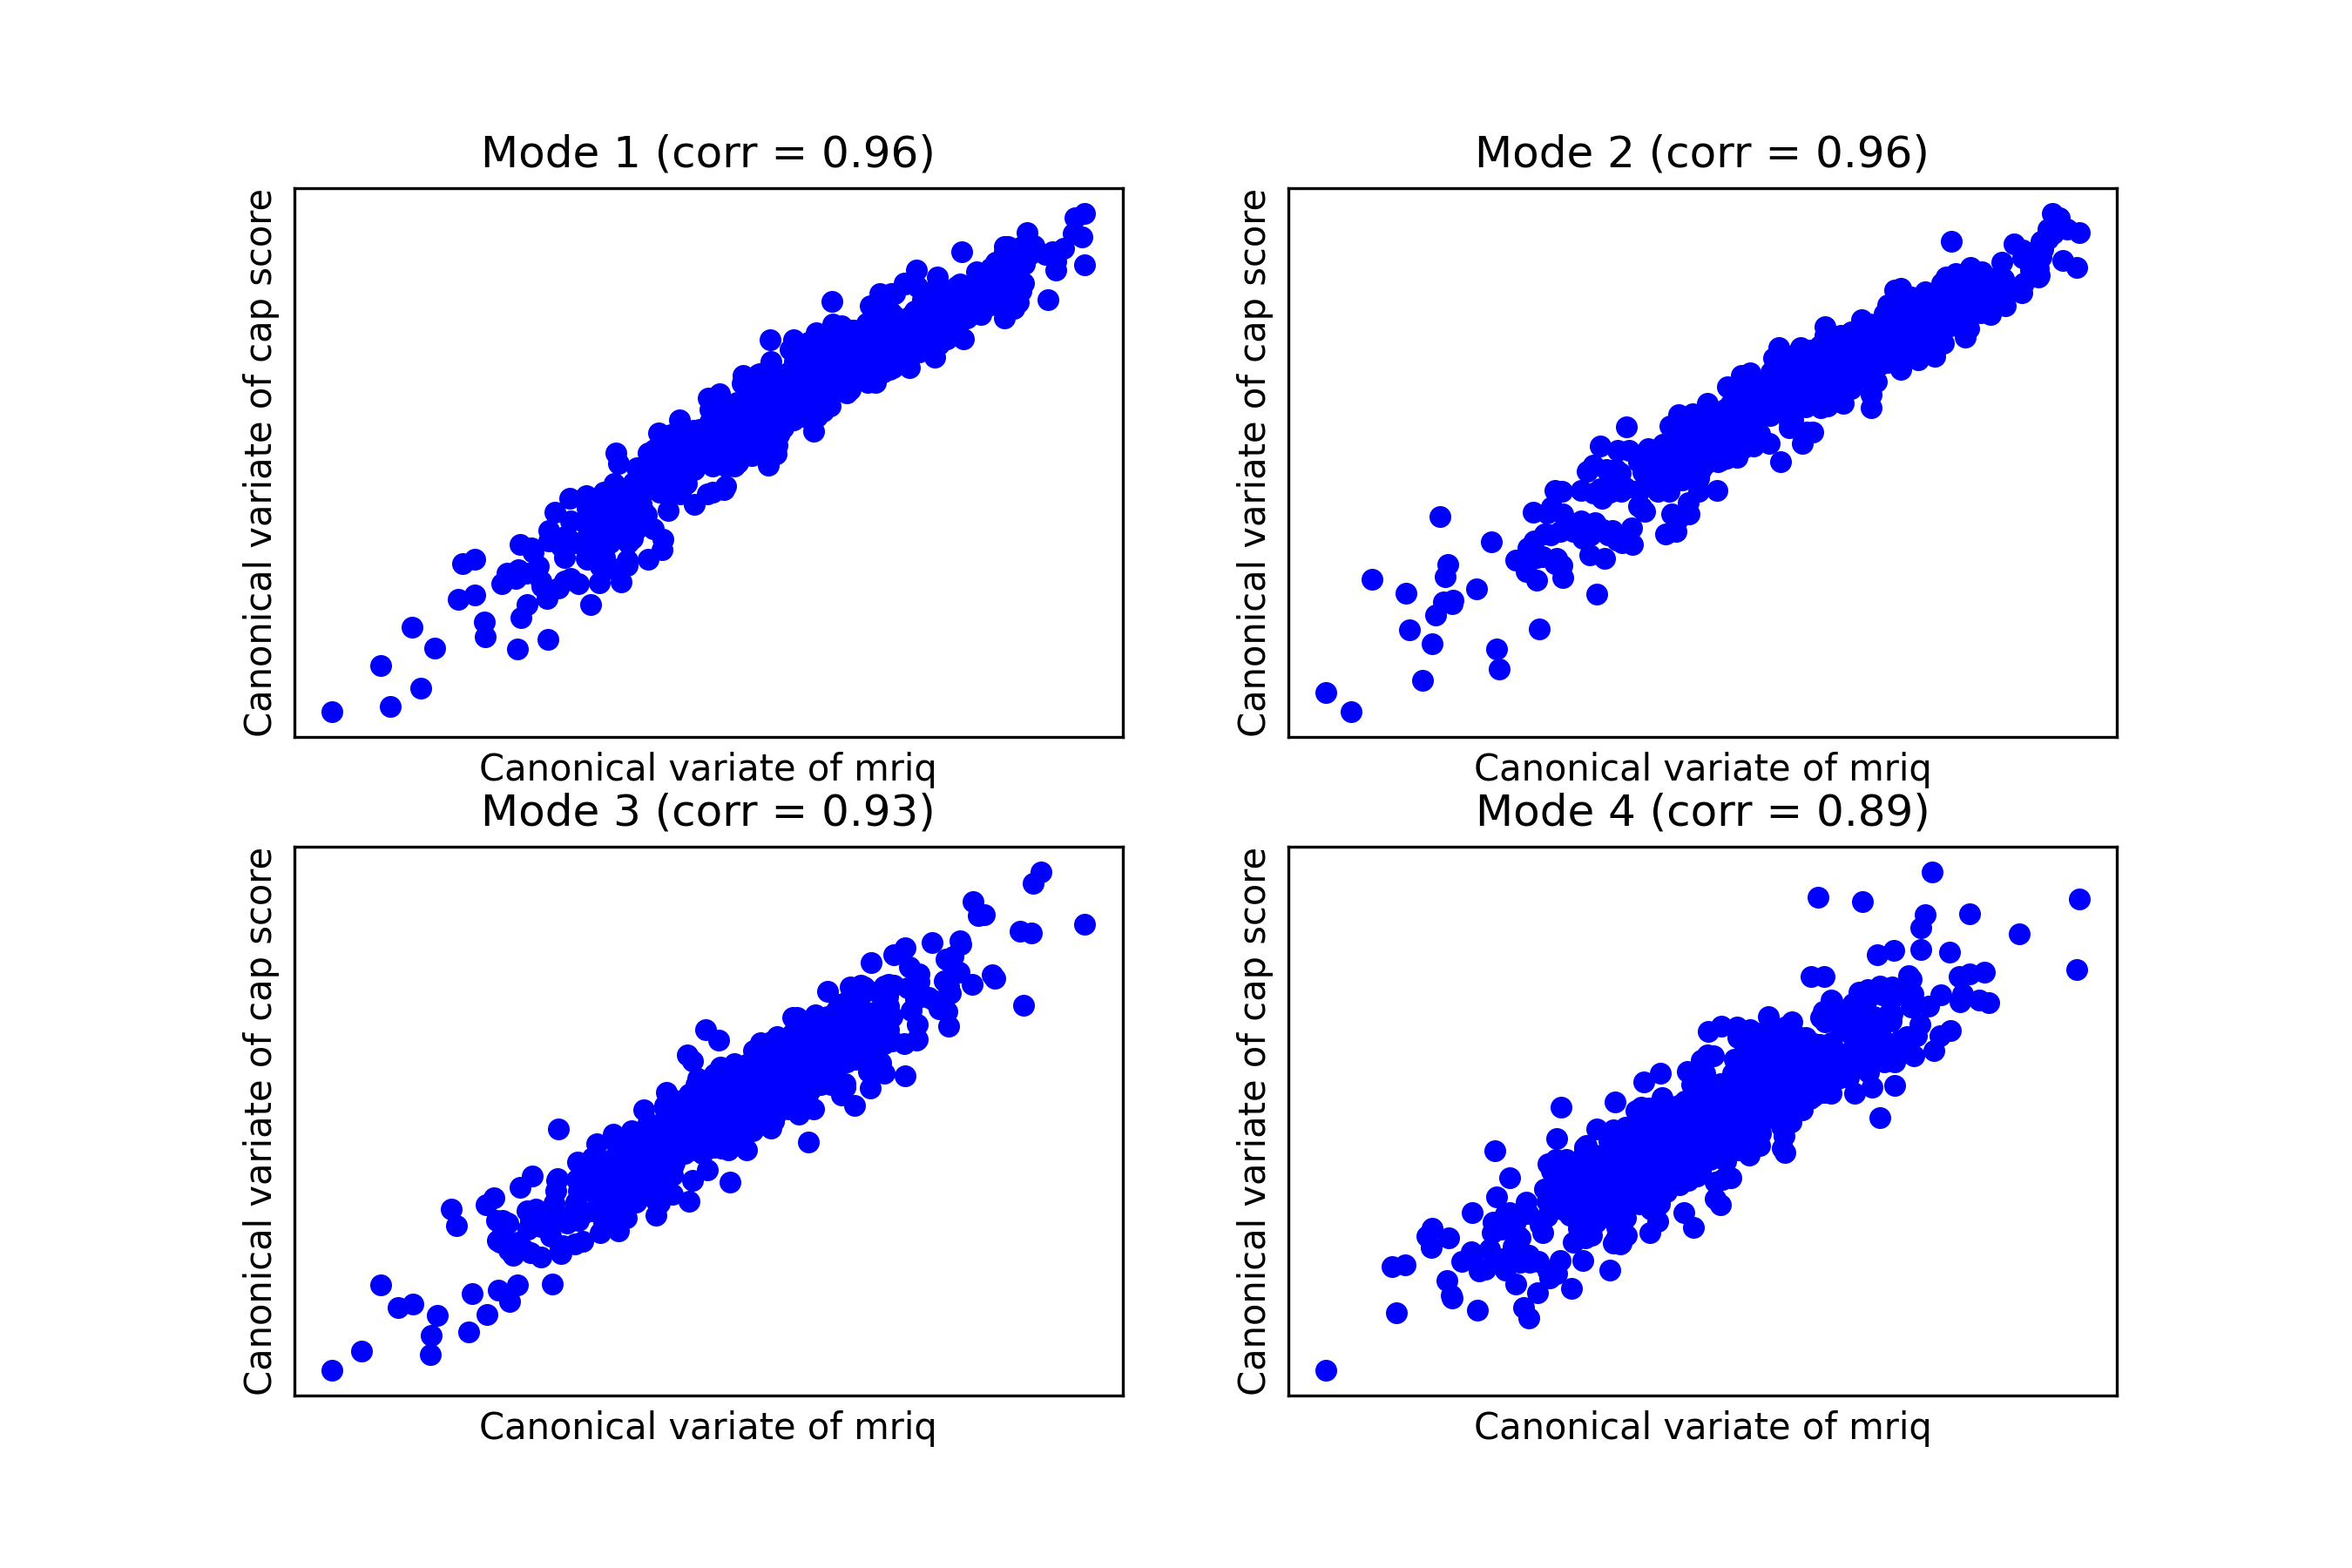 Mode 1 (corr = 0.96)
Canonical variate of cap score
Canonical variate of mriq
Mode 2 (corr = 0.96)
Canonical variate of cap score
Canonical variate of mriq
Mode 3 (corr = 0.93)
Canonical variate of cap score
Canonical variate of mriq
Mode 4 (corr = 0.89)
Canonical variate of cap score
Canonical variate of mriq